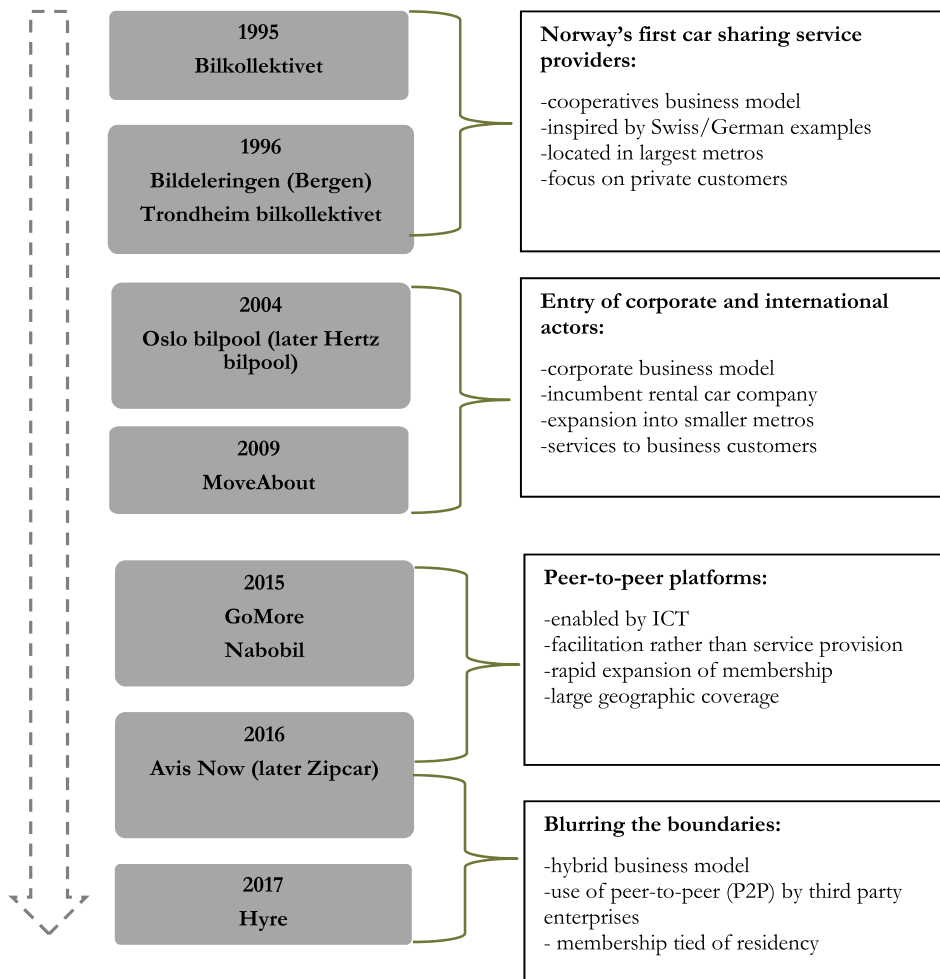 1995
Bilkollektivet
Norway’s first car sharing service
providers:
-cooperatives business model
-inspired by Swiss/German examples
-located in largest metros
-focus on private customers
1996
Bildeleringen (Bergen)
Trondheim bilkollektivet
2004
Oslo bilpool (later Hertz
bilpool)
Entry of corporate and international
actors:
-corporate business model
-incumbent rental car company
-expansion into smaller metros
-services to business customers
2009
MoveAbout
2015
GoMore
Nabobil
Peer-to-peer platforms:
-enabled by ICT
-facilitation rather than service provision
-rapid expansion of membership
-large geographic coverage
2016
Avis Now (later Zipcar)
Blurring the boundaries:
-hybrid business model
-use of peer-to-peer (P2P) by third party
enterprises
- membership tied of residency
2017
Hyre